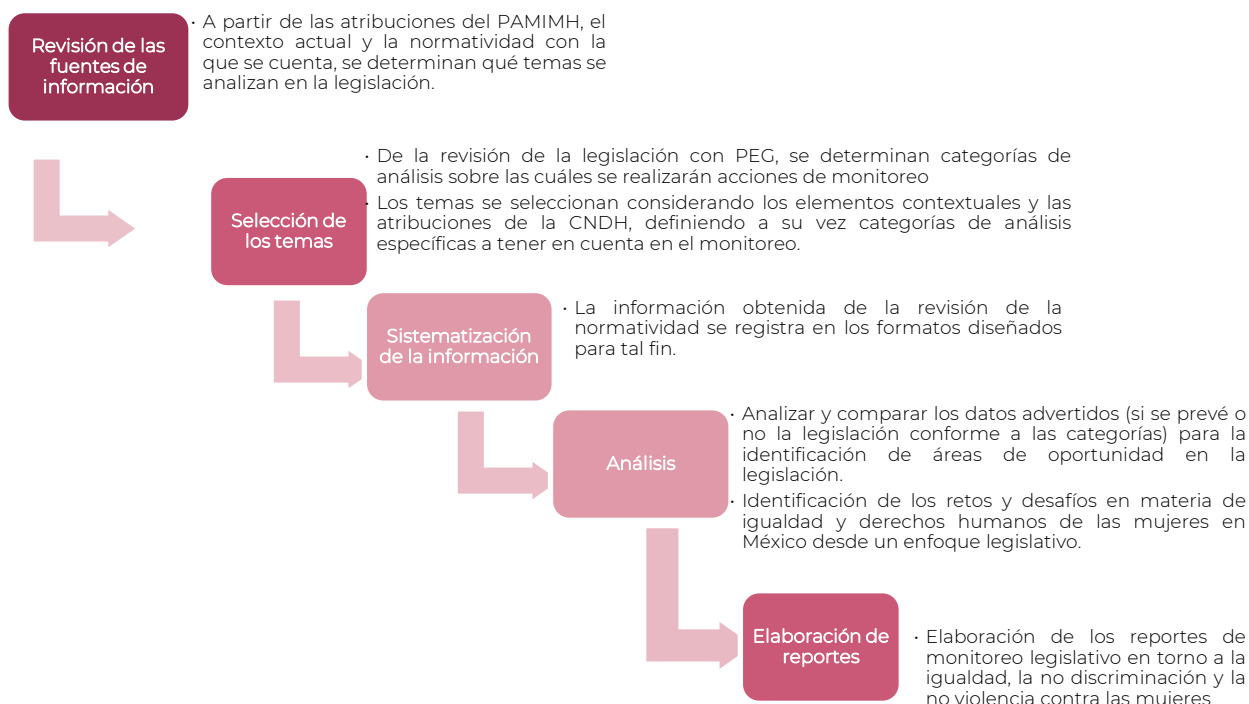 Revisión de las
fuentes de
información
· A partir de las atribuciones del PAMIMH, el
contexto actual y la normatividad con la
que se cuenta, se determinan qué temas se
analizan en la legislación.
Selección de
los temas
· De la revisión de la legislación con PEG, se determinan categorías de
análisis sobre las cuáles se realizarán acciones de monitoreo
· Los temas se seleccionan considerando los elementos contextuales y las
atribuciones de la CNDH, definiendo a su vez categorías de análisis
específicas a tener en cuenta en el monitoreo.
Sistematización
de la información
· La información obtenida de la revisión de la
normatividad se registra en los formatos diseñados
para tal fin.
Análisis
· Analizar y comparar los datos advertidos (si se prevé o
no la legislación conforme a las categorías) para la
identificación de áreas de oportunidad en la
legislación.
· Identificación de los retos y desafíos en materia de
igualdad y derechos humanos de las mujeres en
México desde un enfoque legislativo.
Elaboración de
reportes
· Elaboración de los reportes de
monitoreo legislativo en torno a la
igualdad, la no discriminación y la
no violencia contra las mujeres